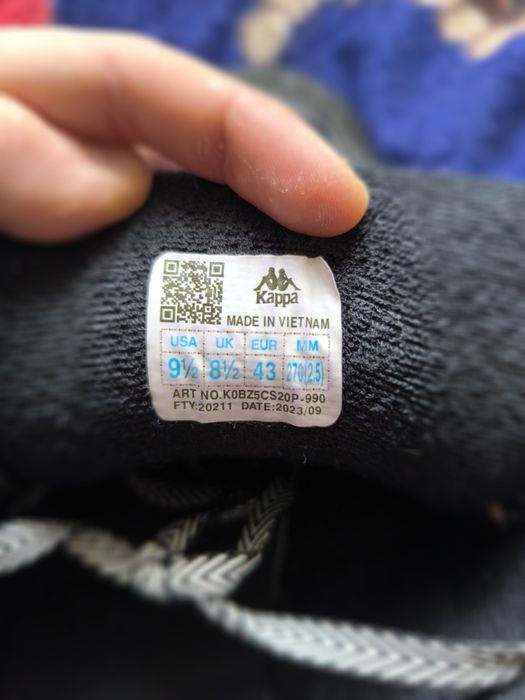 Kappa
MADE IN VIETNAM
USA UK EUR MM
9½ 8½ 43 270(2.5)
ART NO.K0BZ5CS20P-990
FTY:20211 DATE:2023/09